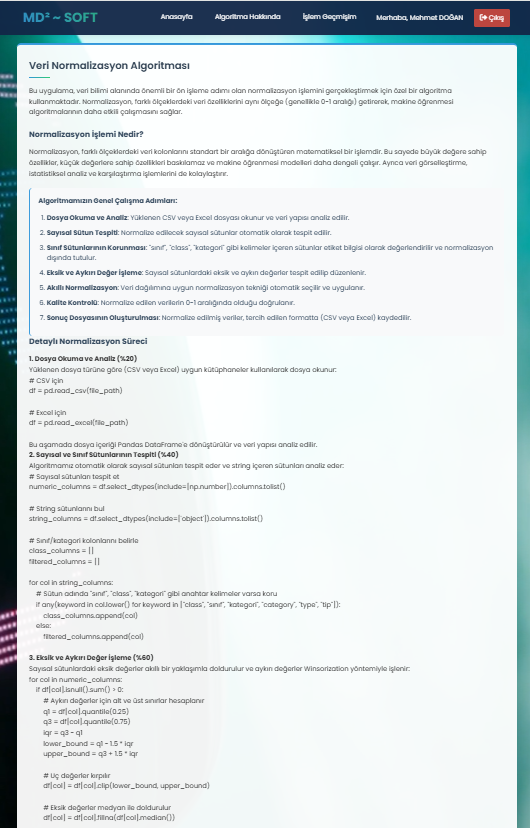 MD² ~ SOFT
Anasayfa
Algoritma Hakkında
İşlem Geçmişim
Merhaba, Mehmet DOĞAN
Çıkış
Veri Normalizasyon Algoritması
Bu uygulama, veri bilimi alanında önemli bir ön işleme adımı olan normalizasyon işlemini gerçekleştirmek için özel bir algoritma
kullanmaktadır. Normalizasyon, farklı ölçeklerdeki veri özelliklerini aynı ölçeğe (genellikle 0-1 aralığı) getirerek, makine öğrenmesi
algoritmalarının daha etkili çalışmasını sağlar.
Normalizasyon İşlemi Nedir?
Normalizasyon, farklı ölçeklerdeki veri kolonlarını standart bir aralığa dönüştüren matematiksel bir işlemdir. Bu sayede büyük değere sahip
özellikler, küçük değerlere sahip özellikleri baskılamaz ve makine öğrenmesi modelleri daha dengeli çalışır. Ayrıca veri görselleştirme,
istatistiksel analiz ve karşılaştırma işlemlerini de kolaylaştırır.
Algoritmamızın Genel Çalışma Adımları:
1. Dosya Okuma ve Analiz: Yüklenen CSV veya Excel dosyası okunur ve veri yapısı analiz edilir.
2. Sayısal Sütun Tespiti: Normalize edilecek sayısal sütunlar otomatik olarak tespit edilir.
3. Sınıf Sütunlarının Korunması: "sınıf", "class", "kategori" gibi kelimeler içeren sütunlar etiket bilgisi olarak değerlendirilir ve normalizasyon
dışında tutulur.
4. Eksik ve Aykırı Değer İşleme: Sayısal sütunlardaki eksik ve aykırı değerler tespit edilip düzenlenir.
5. Akıllı Normalizasyon: Veri dağılımına uygun normalizasyon tekniği otomatik seçilir ve uygulanır.
6. Kalite Kontrolü: Normalize edilen verilerin 0-1 aralığında olduğu doğrulanır.
7. Sonuç Dosyasının Oluşturulması: Normalize edilmiş veriler, tercih edilen formatta (CSV veya Excel) kaydedilir.
Detaylı Normalizasyon Süreci
1. Dosya Okuma ve Analiz (%20)
Yüklenen dosya türüne göre (CSV veya Excel) uygun kütüphaneler kullanılarak dosya okunur:
# CSV için
df = pd.read_csv(file_path)
# Excel için
df = pd.read_excel(file_path)
Bu aşamada dosya içeriği Pandas DataFrame'e dönüştürülür ve veri yapısı analiz edilir.
2. Sayısal ve Sınıf Sütunlarının Tespiti (%40)
Algoritmamız otomatik olarak sayısal sütunları tespit eder ve string içeren sütunları analiz eder:
# Sayısal sütunları tespit et
numeric_columns = df.select_dtypes(include=[np.number]).columns.tolist()
# String sütunlarını bul
string_columns = df.select_dtypes(include=['object']).columns.tolist()
# Sınıf/kategori kolonlarını belirle
class_columns = []
filtered_columns = []
for col in string_columns:
# Sütun adında "sınıf", "class", "kategori" gibi anahtar kelimeler varsa koru
if any(keyword in col.lower() for keyword in ["class", "sınıf", "kategori", "category", "type", "tip"]):
class_columns.append(col)
else:
filtered_columns.append(col)
3. Eksik ve Aykırı Değer İşleme (%60)
Sayısal sütunlardaki eksik değerler akıllı bir yaklaşımla doldurulur ve aykırı değerler Winsorization yöntemiyle işlenir:
for col in numeric_columns:
if df[col].isnull().sum() > 0:
# Aykırı değerler için alt ve üst sınırlar hesaplanır
q1 = df[col].quantile(0.25)
q3 = df[col].quantile(0.75)
iqr = q3 - q1
lower_bound = q1 - 1.5 * iqr
upper_bound = q3 + 1.5 * iqr
# Uç değerler kırpılır
df[col] = df[col].clip(lower_bound, upper_bound)
# Eksik değerler medyan ile doldurulur
df[col] = df[col].fillna(df[col].median())